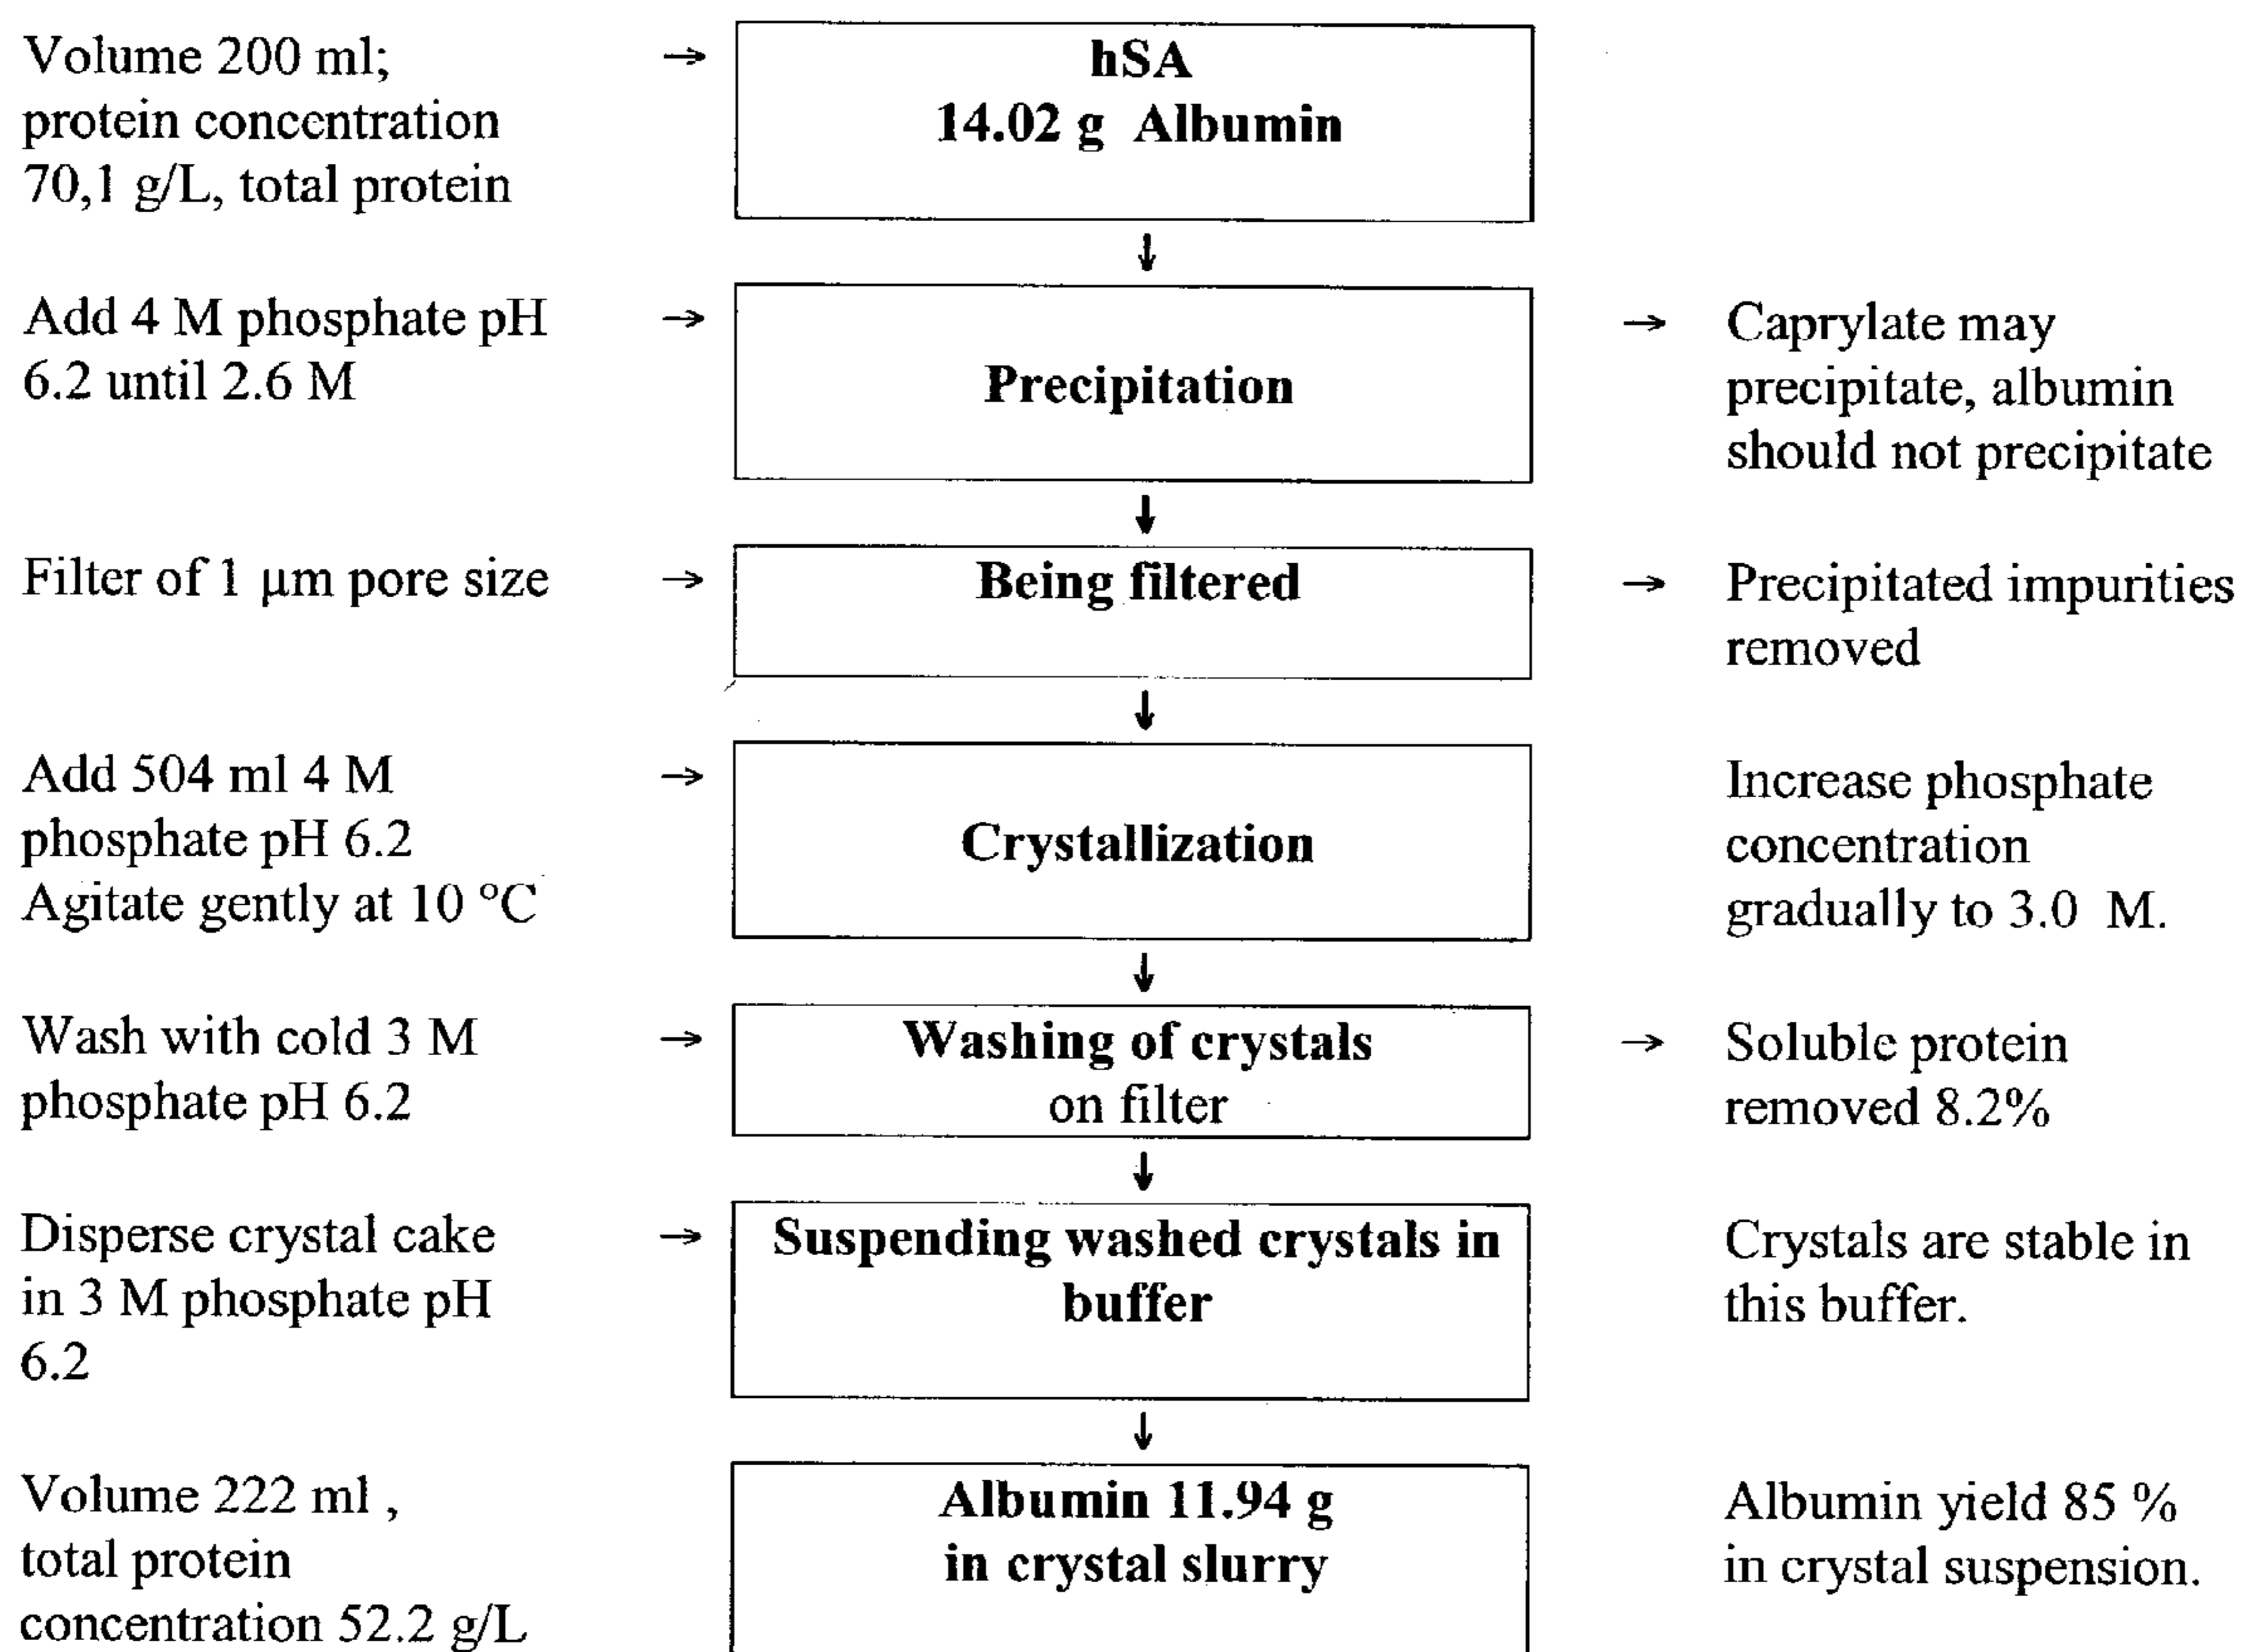 Volume 200 ml;
protein concentration
70,1 g/L, total protein
→
hSA
14.02 g Albumin
↓
Add 4 M phosphate pH
6.2 until 2.6 M
→
Precipitation
→
Caprylate may
precipitate, albumin
should not precipitate
↓
Filter of 1 μm pore size
→
Being filtered
→
Precipitated impurities
removed
↓
Add 504 ml 4 M
phosphate pH 6.2
Agitate gently at 10 °C
→
Crystallization
Increase phosphate
concentration
gradually to 3.0 M.
↓
Wash with cold 3 M
phosphate pH 6.2
→
Washing of crystals
on filter
→
Soluble protein
removed 8.2%
↓
Disperse crystal cake
in 3 M phosphate pH
6.2
→
Suspending washed crystals in
buffer
Crystals are stable in
this buffer.
↓
Volume 222 ml ,
total protein
concentration 52.2 g/L
Albumin 11.94 g
in crystal slurry
Albumin yield 85 %
in crystal suspension.